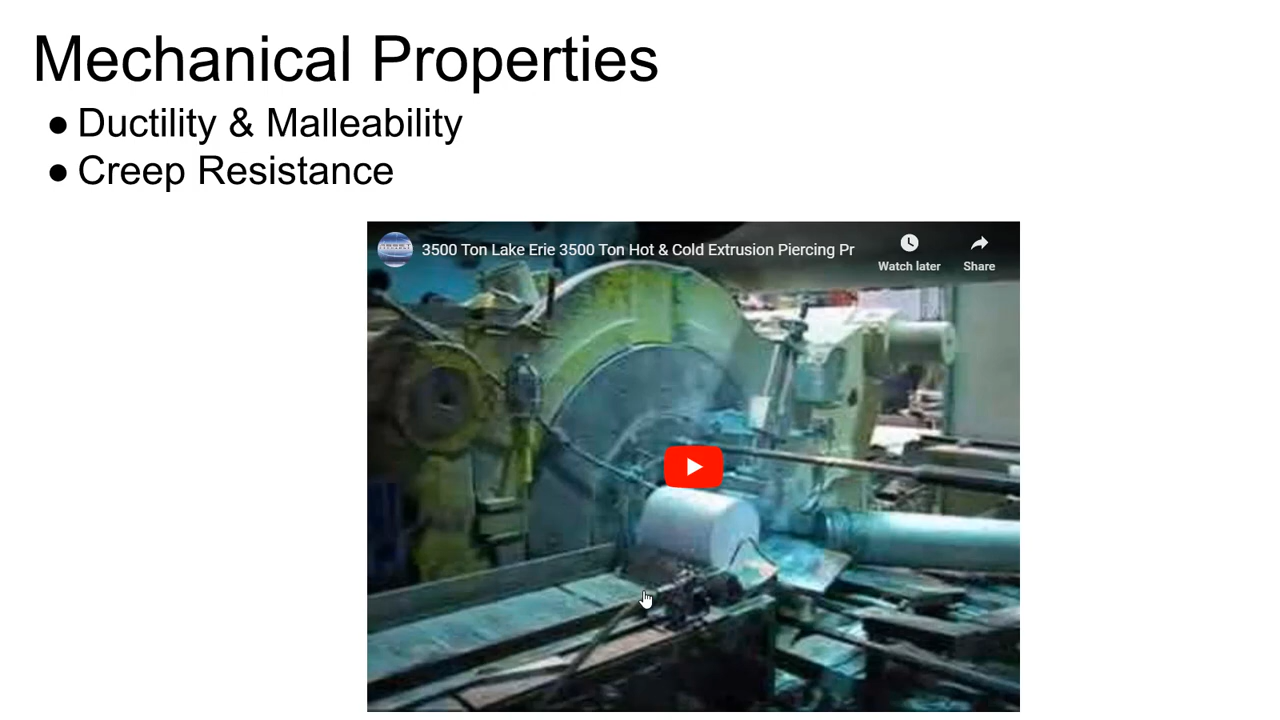 Mechanical Properties
● Ductility & Malleability
● Creep Resistance
3500 Ton Lake Erie 3500 Ton Hot & Cold Extrusion Piercing Pr
Watch later
Share